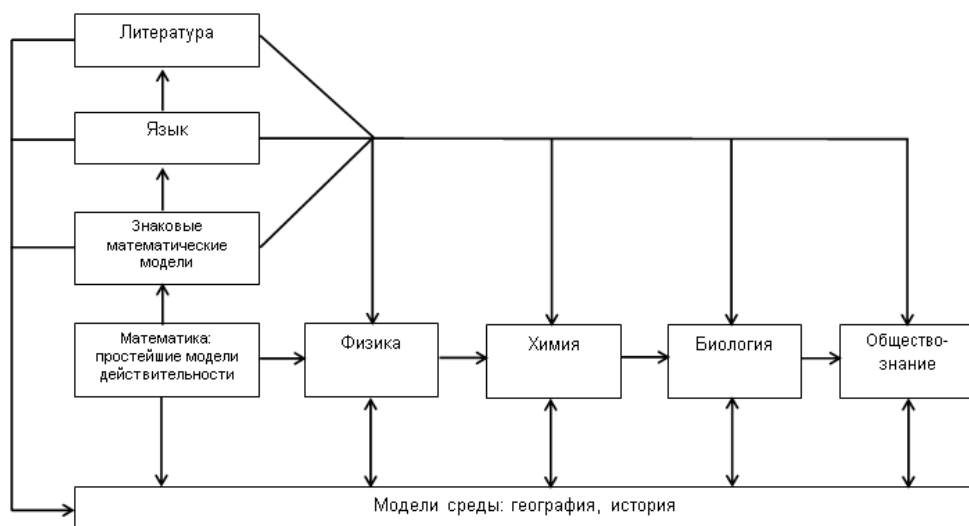 Литература
Язык
Знаковые
математические
модели
Математика:
простейшие модели
действительности
Физика
Химия
Биология
Общество-
знание
Модели среды: география, история